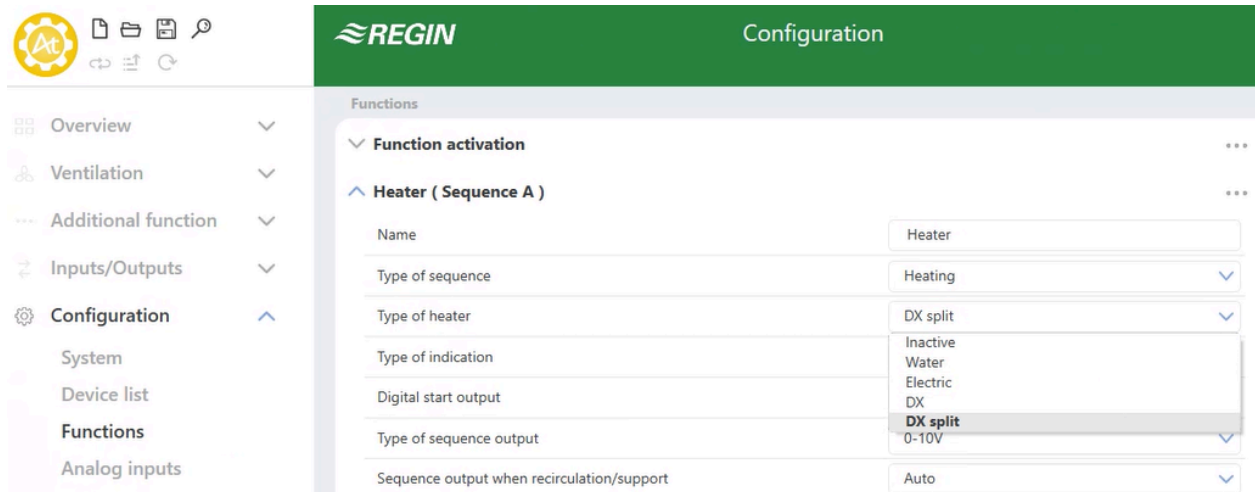 At
REGIN
Configuration
Overview
Ventilation
Additional function
Inputs/Outputs
Configuration
System
Device list
Functions
Analog inputs
Functions
Function activation
Heater ( Sequence A )
Name Heater
Type of sequence Heating
Type of heater DX split
Inactive
Water
Electric
DX
DX split
Type of indication
Digital start output
Type of sequence output 0-10V
Sequence output when recirculation/support Auto